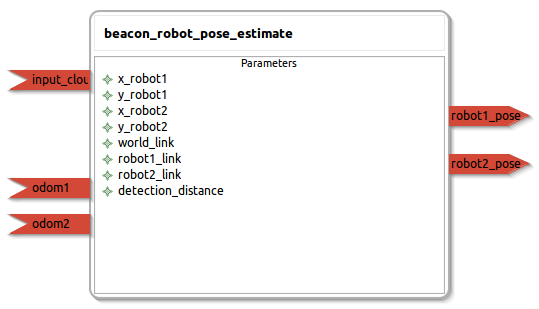 beacon_robot_pose_estimate
Parameters
input_clou
x_robot1
y_robot1
x_robot2
y_robot2
world_link
robot1_link
robot2_link
detection_distance
odom1
odom2
robot1_pose
robot2_pose